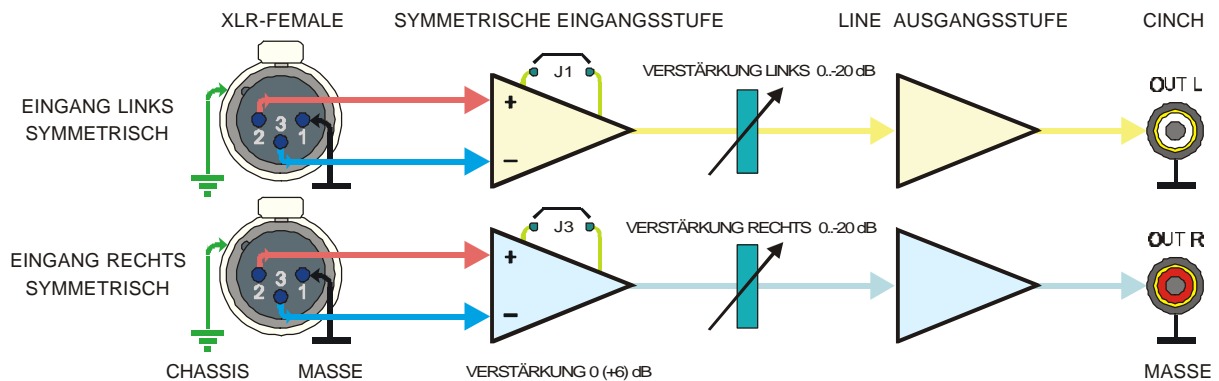 XLR-FEMALE SYMMETRISCHE EINGANGSSTUFE LINE AUSGANGSSTUFE CINCH
J1
VERSTÄRKUNG LINKS 0..-20 dB
OUT L
EINGANG LINKS
SYMMETRISCH
+
2 3 1
–
J3
VERSTÄRKUNG RECHTS 0..-20 dB
OUT R
EINGANG RECHTS
SYMMETRISCH
+
2 3 1
–
CHASSIS MASSE VERSTÄRKUNG 0 (+6) dB MASSE